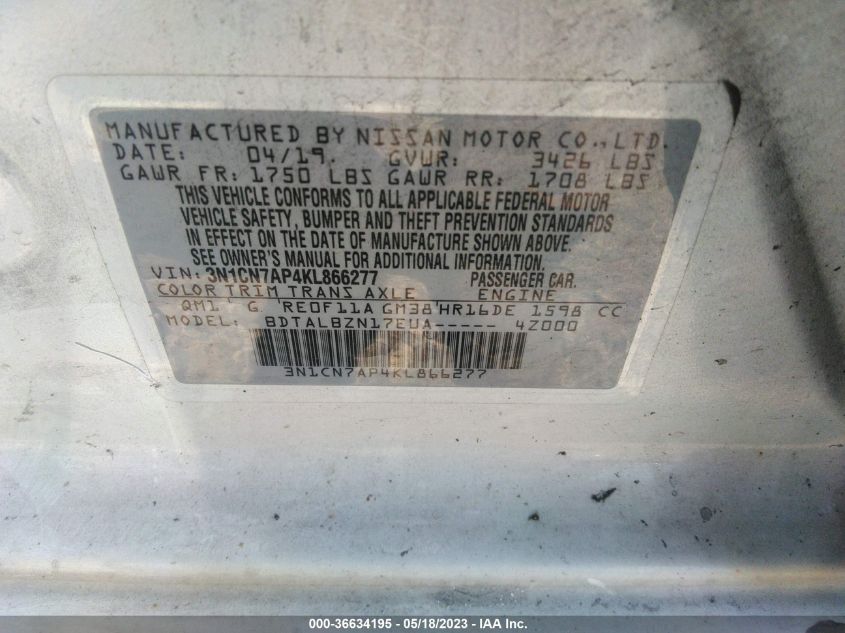 MANUFACTURED BY NISSAN MOTOR CO., LTD.
DATE: 04/19. GVWR: 3426 LBS
GAWR FR: 1750 LBS GAWR RR: 1708 LBS
THIS VEHICLE CONFORMS TO ALL APPLICABLE FEDERAL MOTOR
VEHICLE SAFETY, BUMPER AND THEFT PREVENTION STANDARDS
IN EFFECT ON THE DATE OF MANUFACTURE SHOWN ABOVE.
SEE OWNER'S MANUAL FOR ADDITIONAL INFORMATION.
VIN: 3N1CN7AP4KL866277 PASSENGER CAR.
COLOR TRIM TRANS AXLE ENGINE
QM1 ' G 'RE0F11A GM38'HR16DE 1598 CC
MODEL: BDTALBZN17EUA----- 4Z000
3N1CN7AP4KL866277
000-36634195 - 05/18/2023 - IAA Inc.